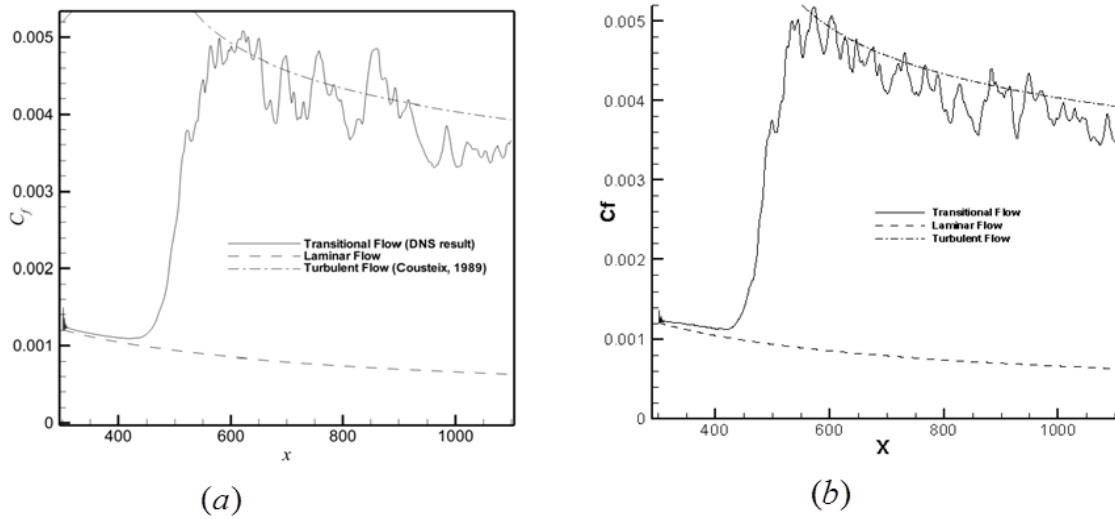 0.005
0.004
0.003
0.002
0.001
0
C_f
400
600
800
1000
x
Transitional Flow (DNS result)
Laminar Flow
Turbulent Flow (Cousteix, 1989)
(a)
0.005
0.004
0.003
0.002
0.001
0
Cf
400
600
800
1000
X
Transitional Flow
Laminar Flow
Turbulent Flow
(b)